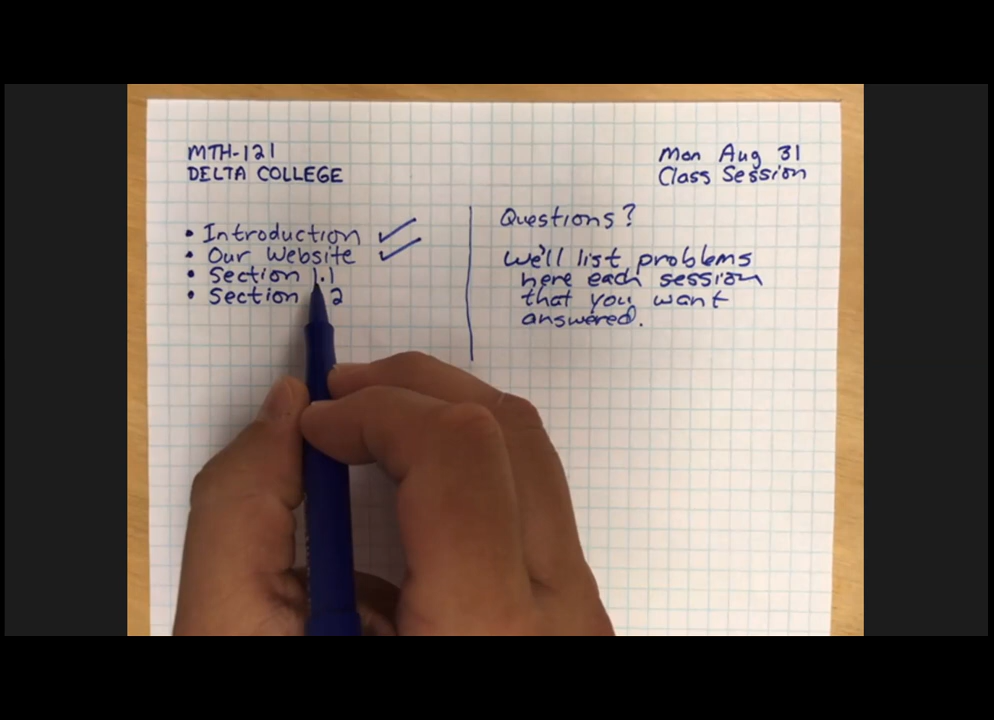 MTH-121
DELTA COLLEGE
Mon Aug 31
Class Session
• Introduction ✓
• Our Website ✓
• Section 1.1
• Section 2
Questions?
We'll list problems
here each session
that you want
answered.